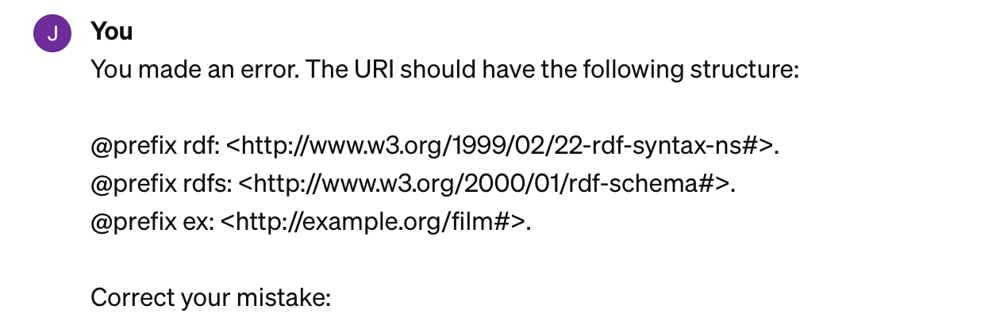 J
You
You made an error. The URI should have the following structure:
@prefix rdf: <http://www.w3.org/1999/02/22-rdf-syntax-ns#>.
@prefix rdfs: <http://www.w3.org/2000/01/rdf-schema#>.
@prefix ex: <http://example.org/film#>.
Correct your mistake: